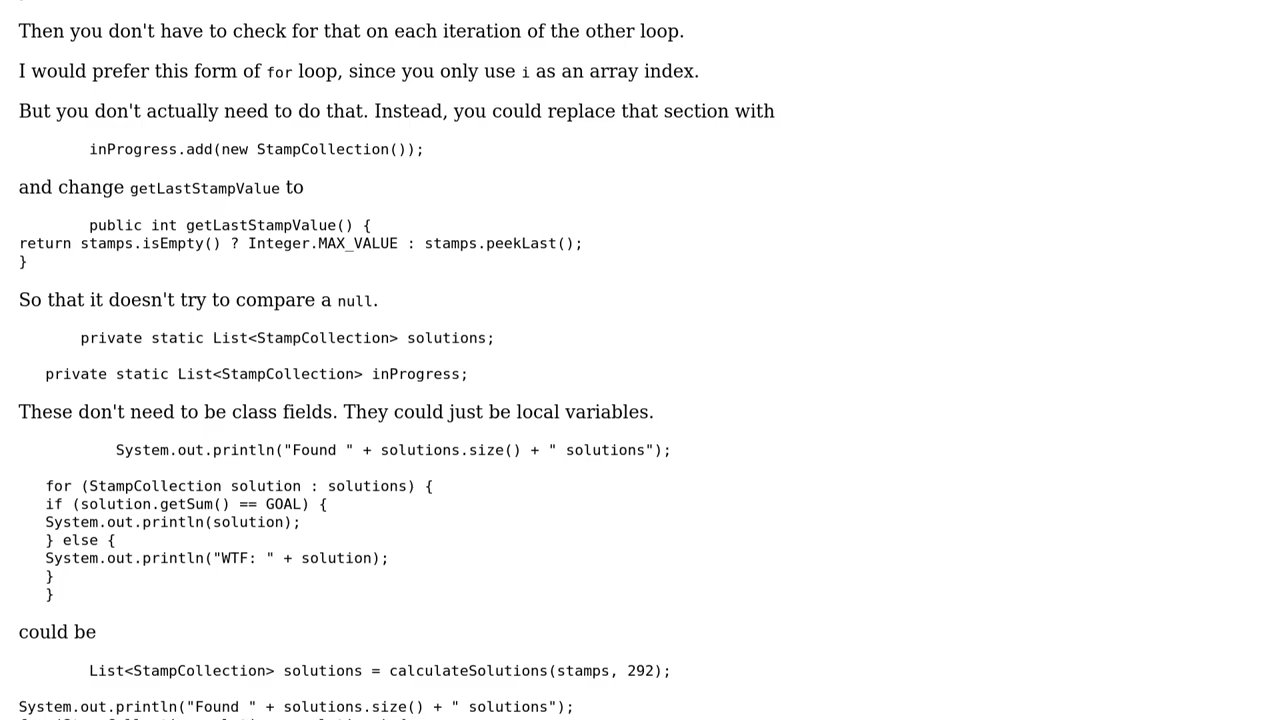 Then you don't have to check for that on each iteration of the other loop.
I would prefer this form of for loop, since you only use i as an array index.
But you don't actually need to do that. Instead, you could replace that section with
inProgress.add(new StampCollection());
and change getLastStampValue to
public int getLastStampValue() {
return stamps.isEmpty() ? Integer.MAX_VALUE : stamps.peekLast();
}
So that it doesn't try to compare a null.
private static List<StampCollection> solutions;
private static List<StampCollection> inProgress;
These don't need to be class fields. They could just be local variables.
System.out.println("Found " + solutions.size() + " solutions");
for (StampCollection solution : solutions) {
if (solution.getSum() == GOAL) {
System.out.println(solution);
} else {
System.out.println("WTF: " + solution);
}
}
could be
List<StampCollection> solutions = calculateSolutions(stamps, 292);
System.out.println("Found " + solutions.size() + " solutions");